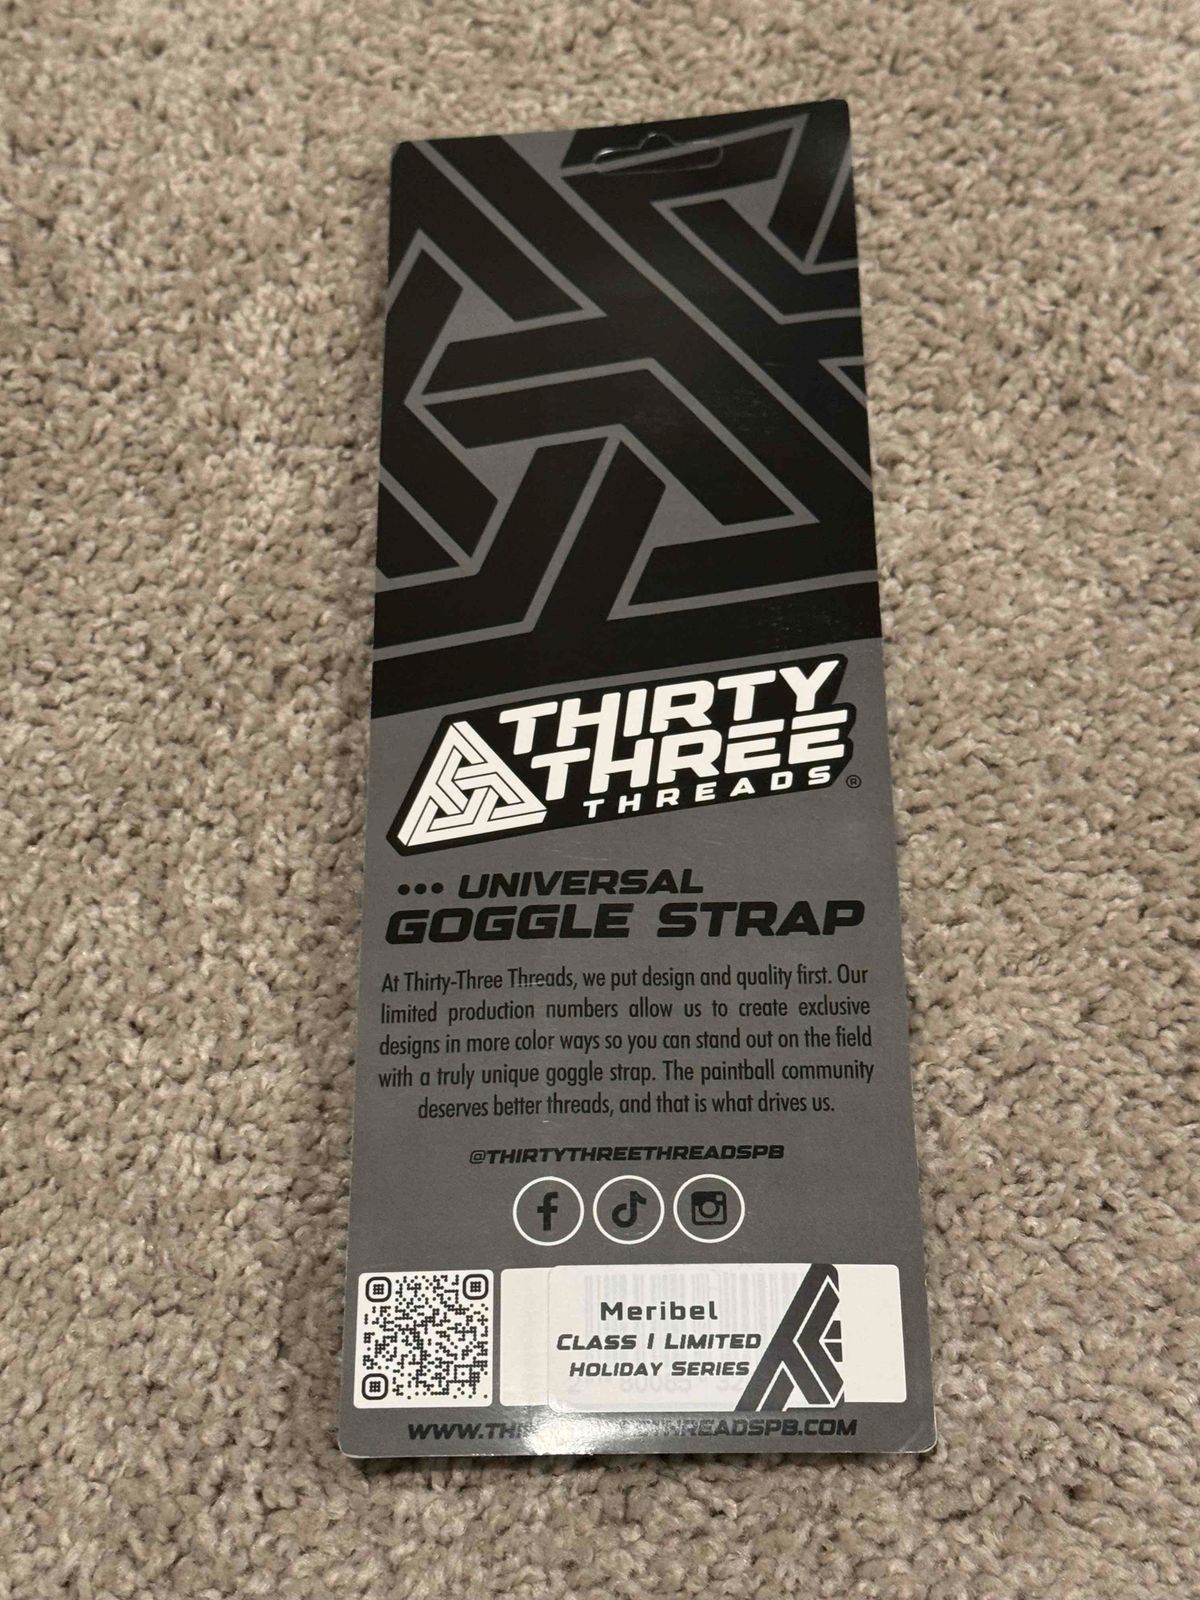 THIRTY
THREE
THREADS ®
••• UNIVERSAL
GOGGLE STRAP
At Thirty-Three Threads, we put design and quality first. Our
limited production numbers allow us to create exclusive
designs in more color ways so you can stand out on the field
with a truly unique goggle strap. The paintball community
deserves better threads, and that is what drives us.
@THIRTYTHREETHREADSPB
Meribel
CLASS 1 LIMITED
HOLIDAY SERIES